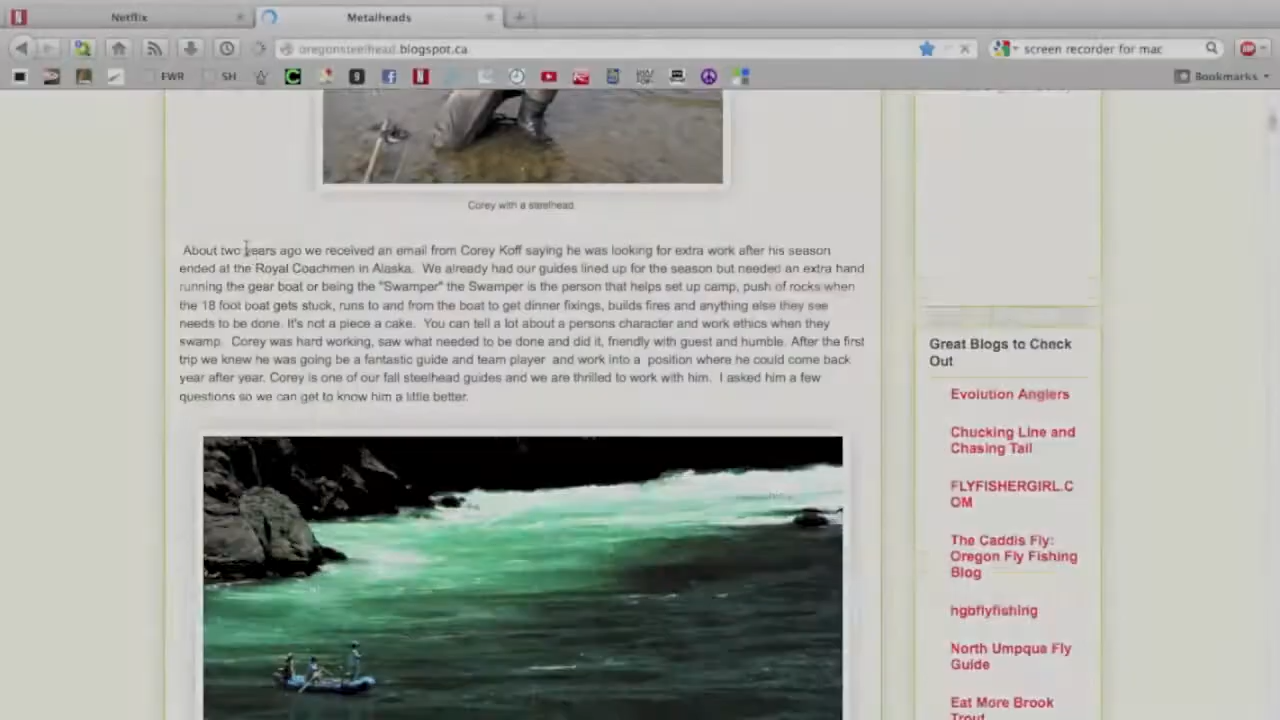 Netflix
Metalheads
oregonsteelhead.blogspot.ca
screen recorder for mac
FWR
SH
Bookmarks
Corey with a steelhead.
About two years ago we received an email from Corey Koff saying he was looking for extra work after his season
ended at the Royal Coachmen in Alaska. We already had our guides lined up for the season but needed an extra hand
running the gear boat or being the "Swamper" the Swamper is the person that helps set up camp, push of rocks when
the 18 foot boat gets stuck, runs to and from the boat to get dinner fixings, builds fires and anything else they see
needs to be done. It's not a piece a cake. You can tell a lot about a persons character and work ethics when they
swamp. Corey was hard working, saw what needed to be done and did it, friendly with guest and humble. After the first
trip we knew he was going be a fantastic guide and team player and work into a position where he could come back
year after year. Corey is one of our fall steelhead guides and we are thrilled to work with him. I asked him a few
questions so we can get to know him a little better.
Great Blogs to Check
Out
Evolution Anglers
Chucking Line and
Chasing Tail
FLYFISHERGIRL.C
OM
The Caddis Fly:
Oregon Fly Fishing
Blog
hgbflyfishing
North Umpqua Fly
Guide
Eat More Brook
Trout